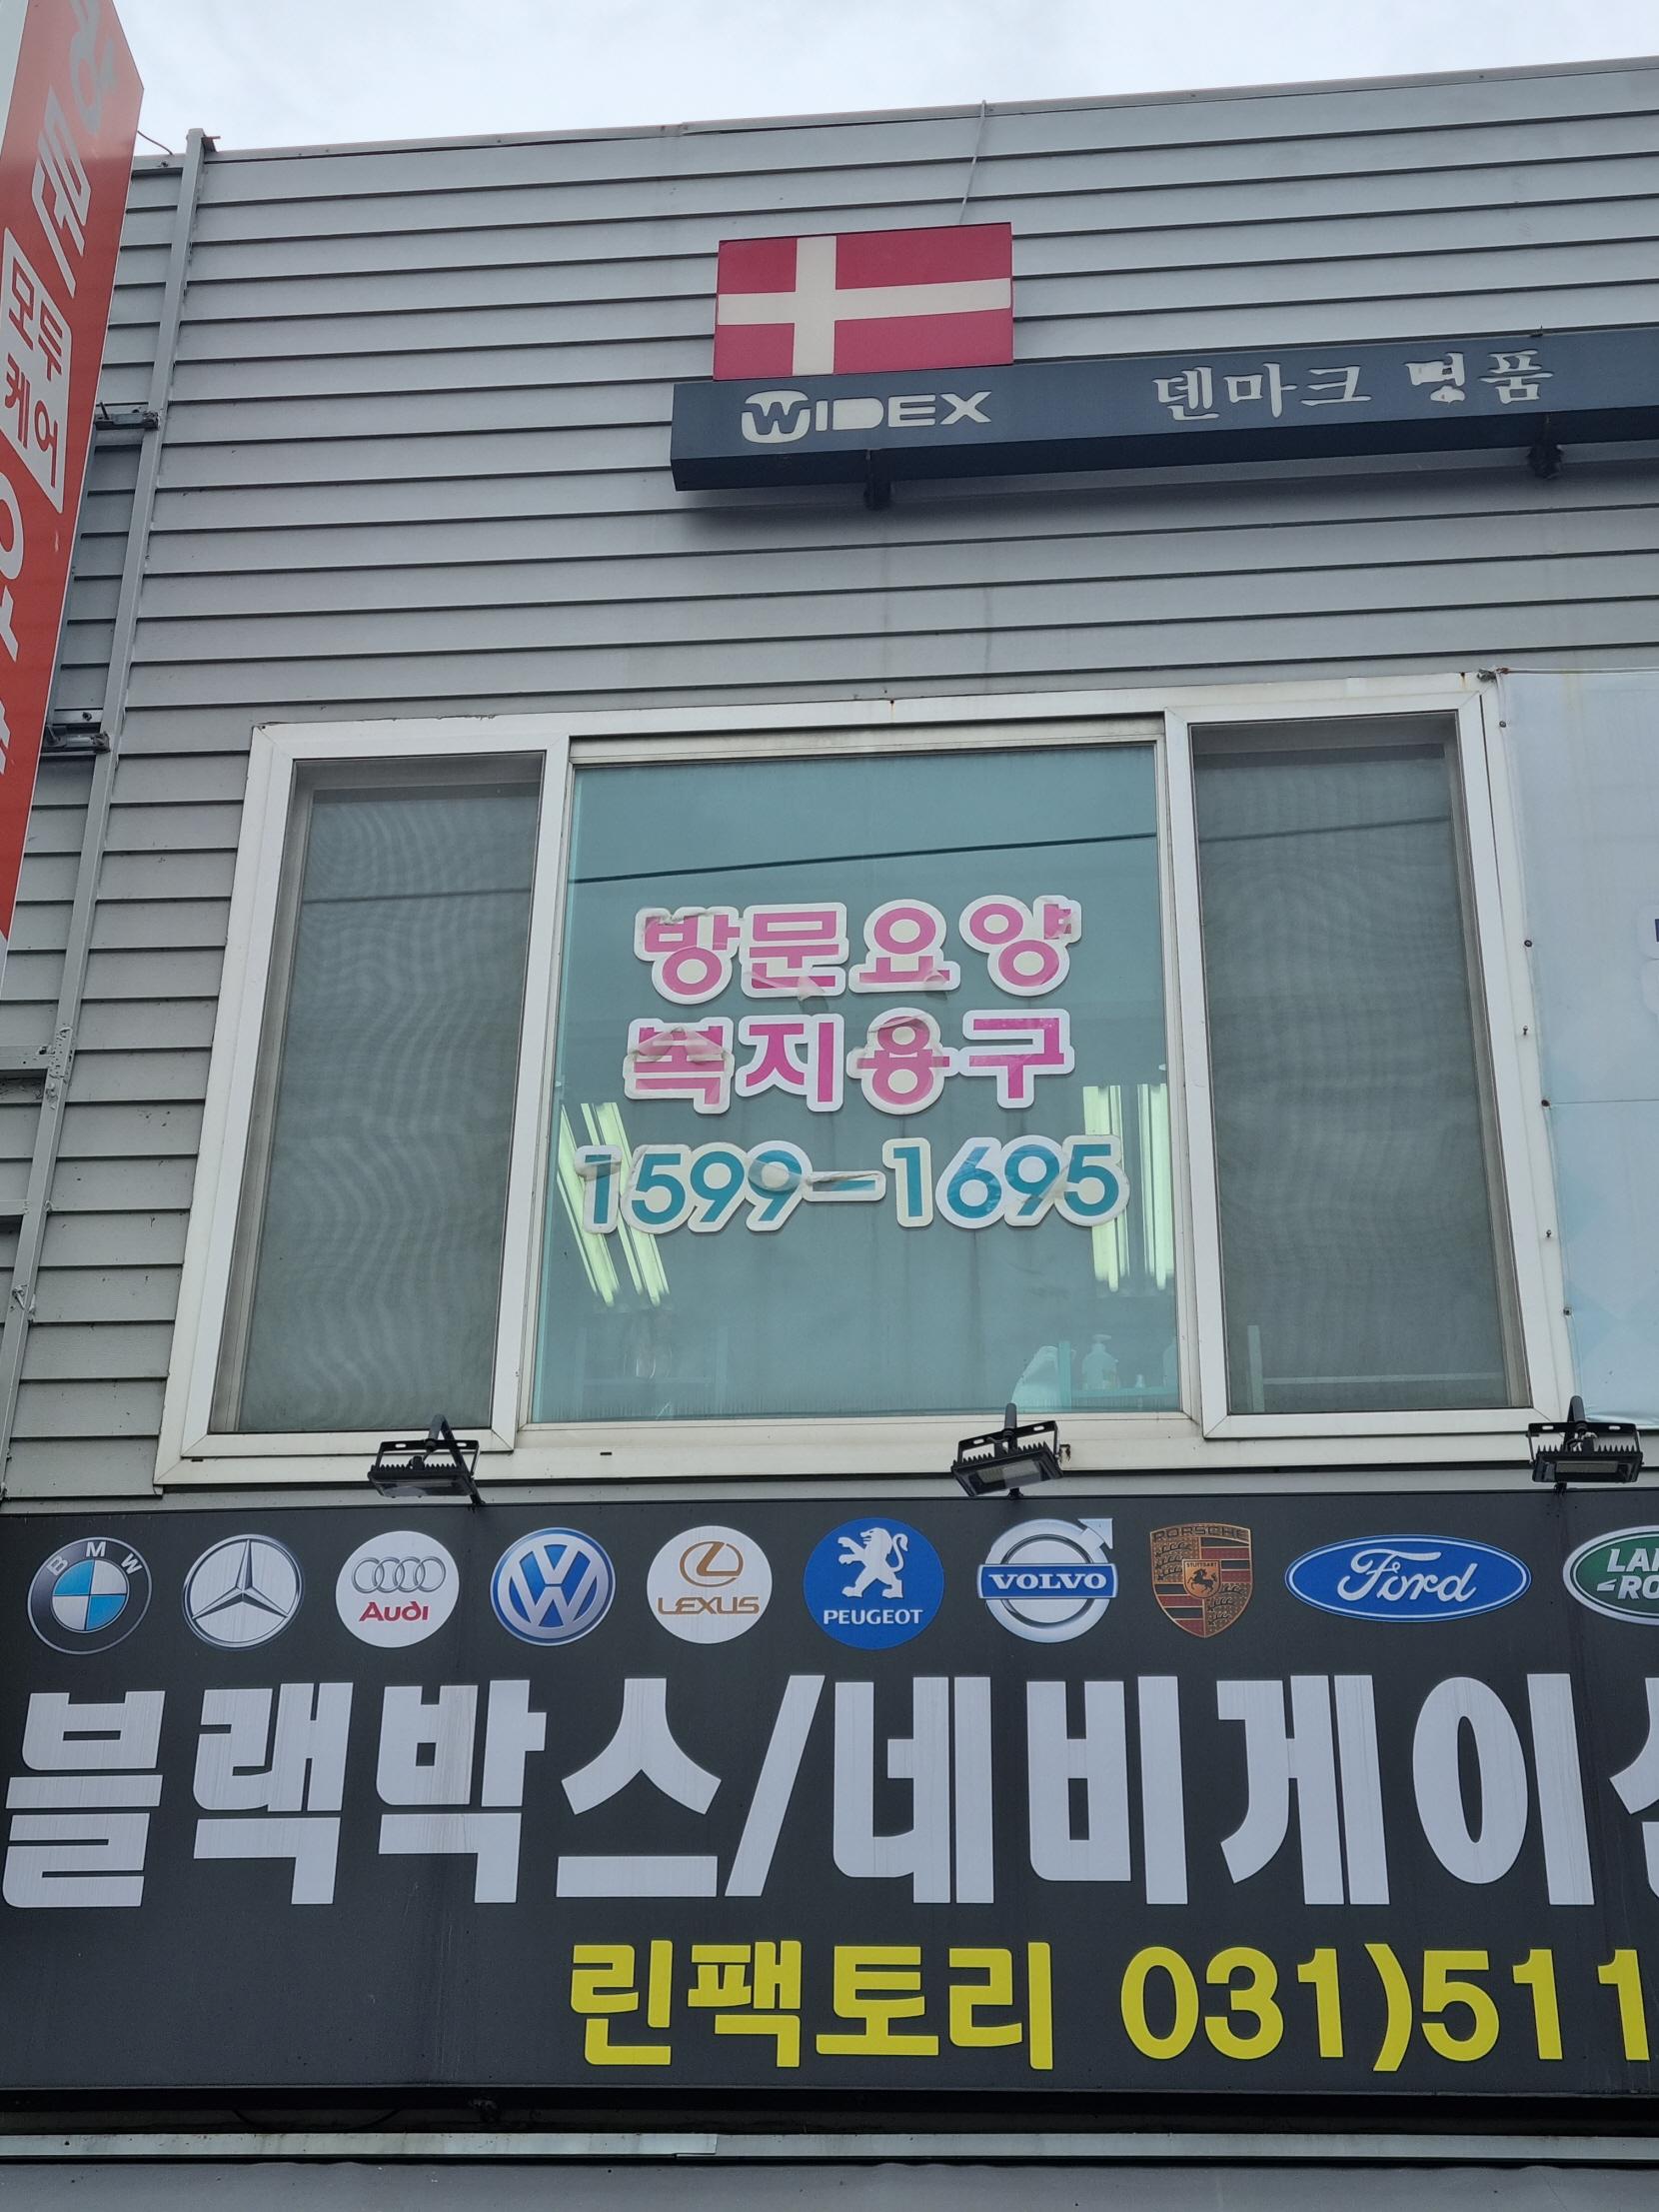 모두
케어
WIDEX 덴마크 명품
방문요양
복지용구
1599-1695
BMW Audi LEXUS PEUGEOT VOLVO PORSCHE Ford
블랙박스/네비게이
린팩토리 031)511